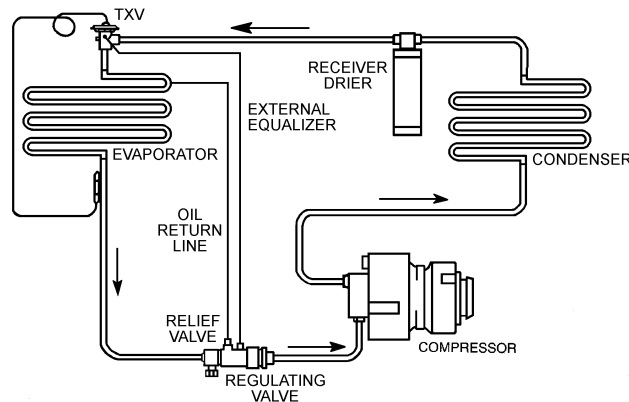 TXV
RECEIVER
DRIER
EXTERNAL
EQUALIZER
EVAPORATOR
CONDENSER
OIL
RETURN
LINE
RELIEF
VALVE
COMPRESSOR
REGULATING
VALVE